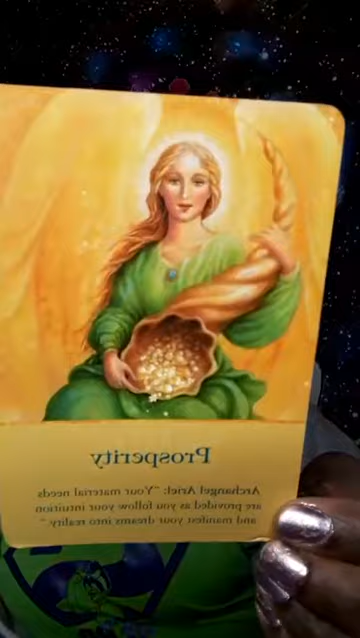 Prosperity
Archangel Ariel: "Your material needs
are provided as you follow your intuition
and manifest your dreams into reality."